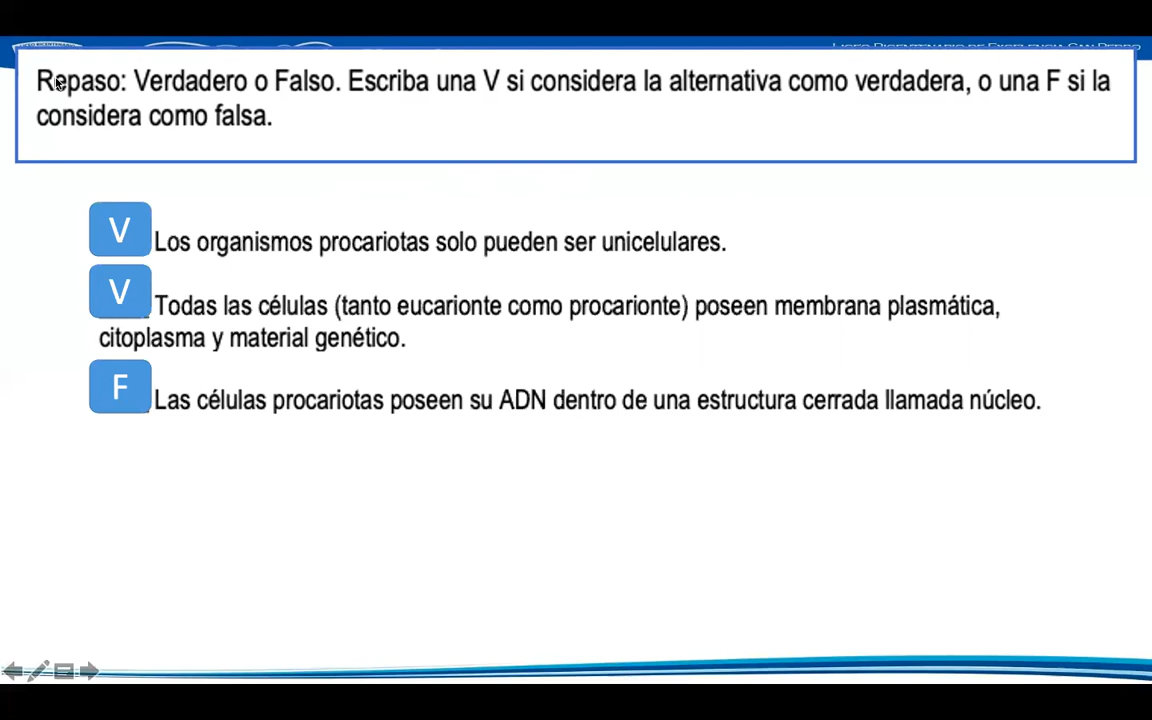 Repaso: Verdadero o Falso. Escriba una V si considera la alternativa como verdadera, o una F si la
considera como falsa.
V Los organismos procariotas solo pueden ser unicelulares.
V Todas las células (tanto eucarionte como procarionte) poseen membrana plasmática,
citoplasma y material genético.
F Las células procariotas poseen su ADN dentro de una estructura cerrada llamada núcleo.